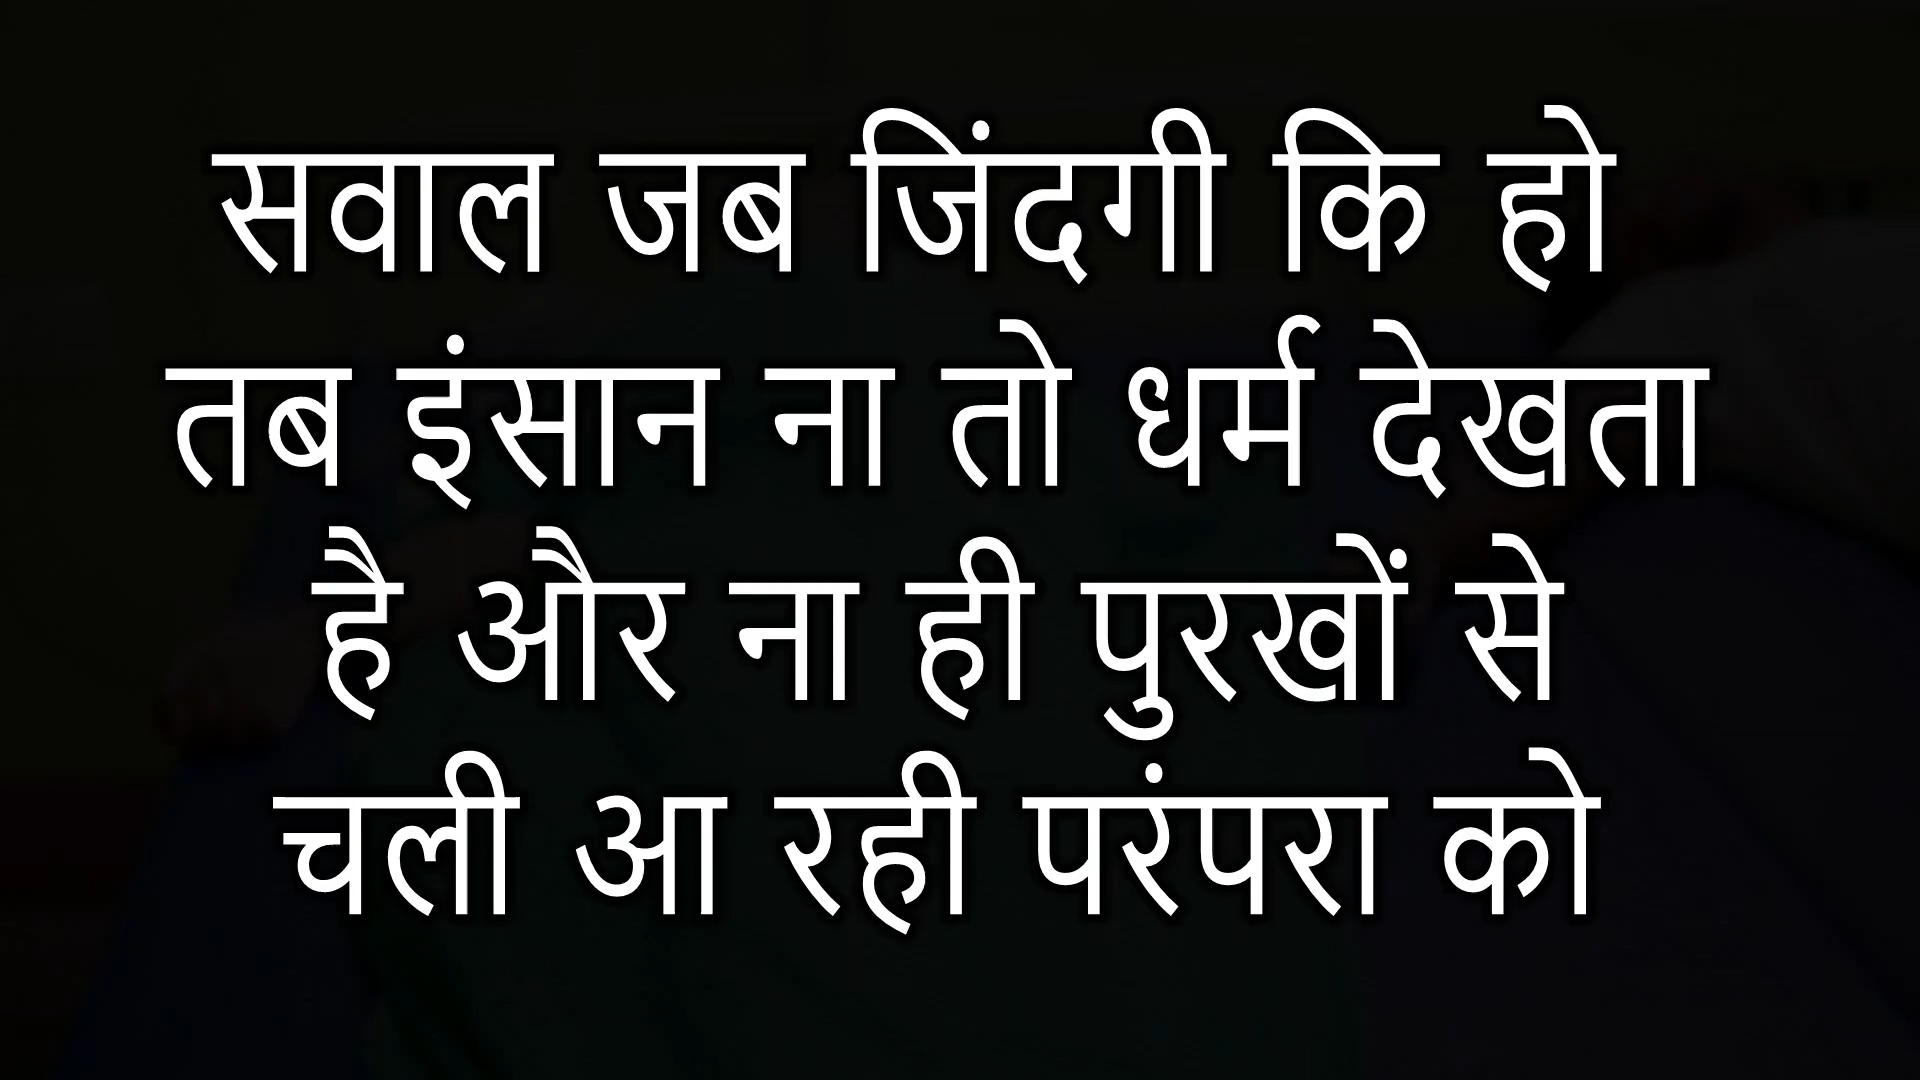 सवाल जब जिंदगी कि हो
तब इंसान ना तो धर्म देखता
है और ना ही पुरखों से
चली आ रही परंपरा को